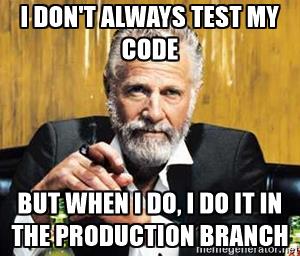 I DON'T ALWAYS TEST MY
CODE
BUT WHEN I DO, I DO IT IN
THE PRODUCTION BRANCH
memegenerator.net